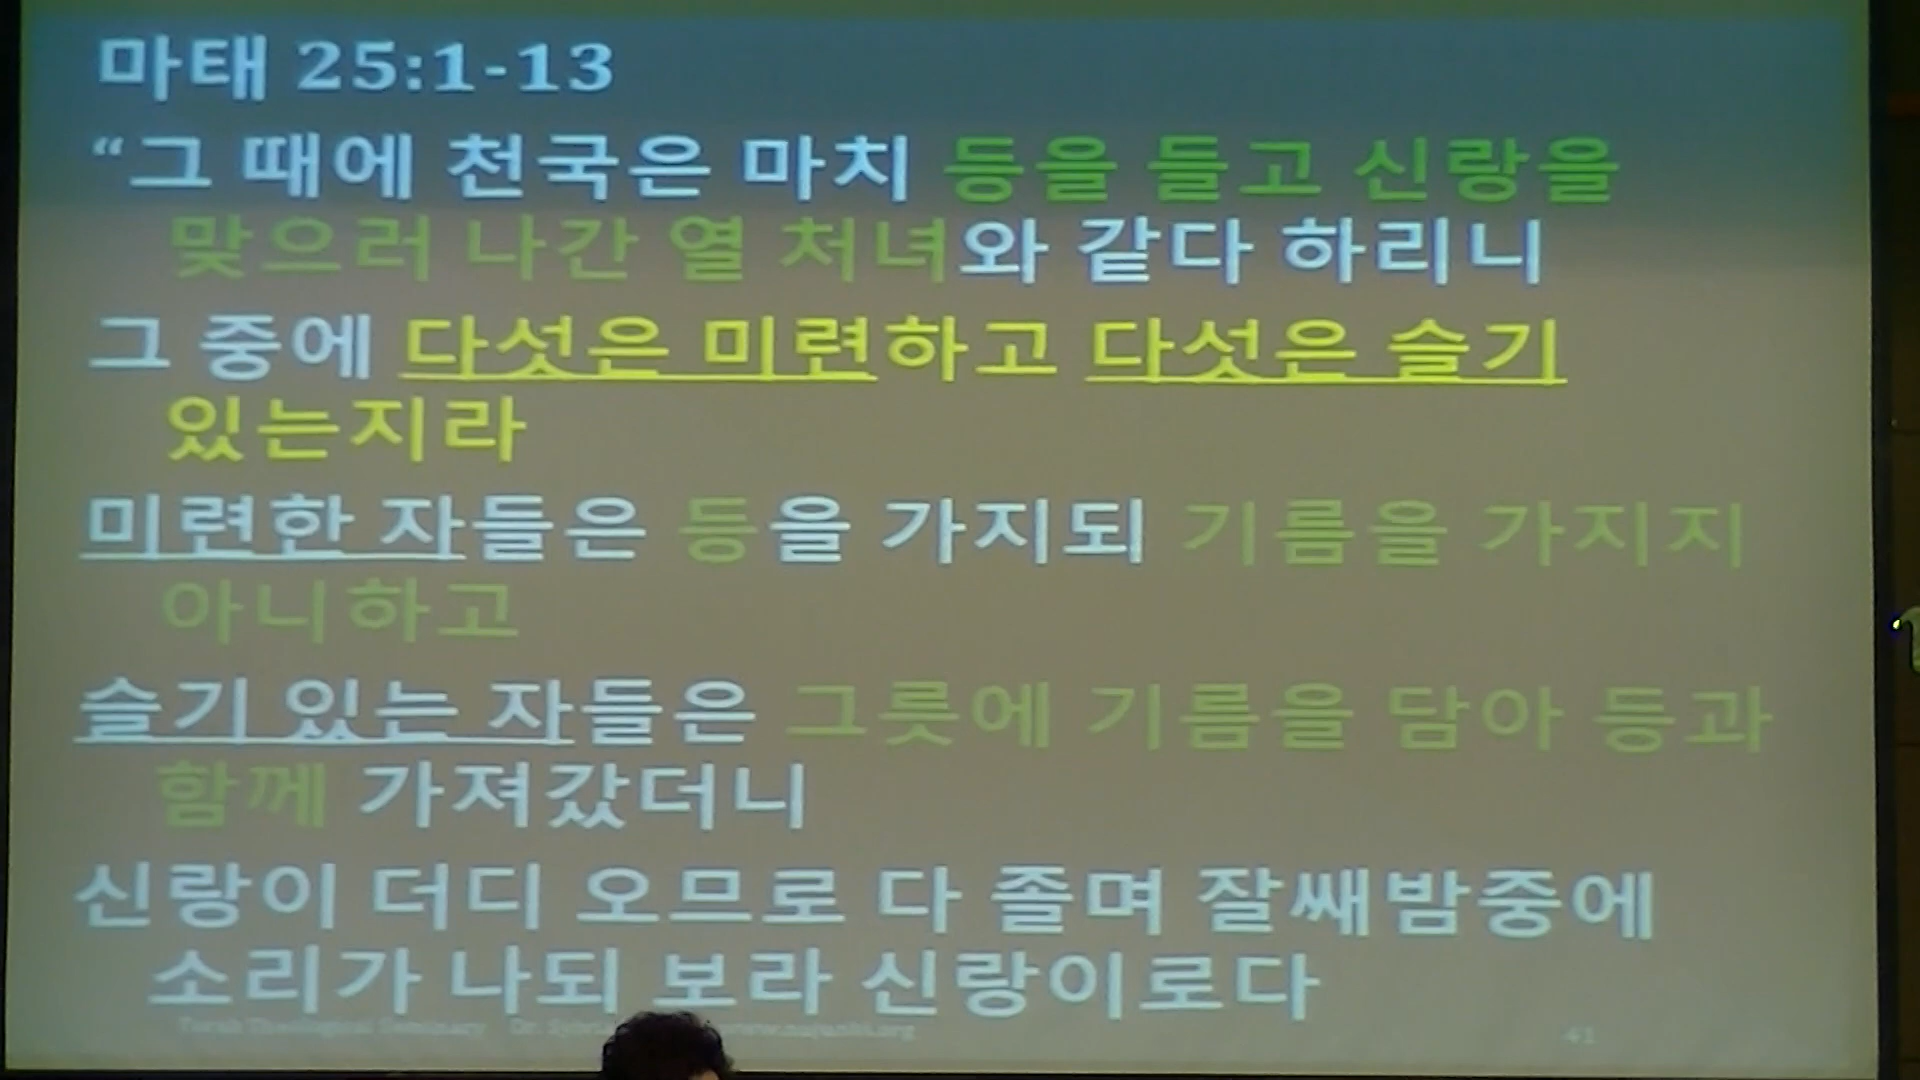 마태 25:1-13
“그 때에 천국은 마치 등을 들고 신랑을
맞으러 나간 열 처녀와 같다 하리니
그 중에 다섯은 미련하고 다섯은 슬기
있는지라
미련한 자들은 등을 가지되 기름을 가지지
아니하고
슬기 있는 자들은 그릇에 기름을 담아 등과
함께 가져갔더니
신랑이 더디 오므로 다 졸며 잘쌔밤중에
소리가 나되 보라 신랑이로다
Torah Theological Seminary Dr.
41